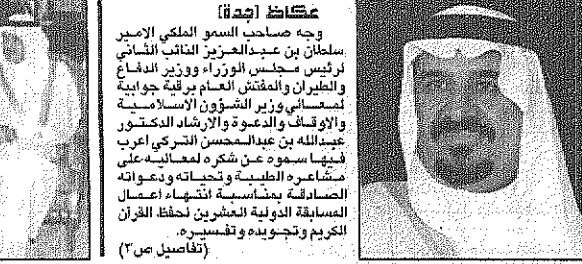 عكاظ [جدة]
وجه صاحب السمو الملكي الامير
سلطان بن عبدالعزيز النائب الثاني
لرئيس مجلس الوزراء ووزير الدفاع
والطيران والمفتش العام برقية جوابية
لمعالي وزير الشؤون الاسلامية
والاوقاف والدعوة والارشاد الدكتور
عبدالله بن عبدالمحسن التركي اعرب
فيها سموه عن شكره لمعاليه على
مشاعره الطيبة وتحياته ودعواته
الصادقة بمناسبة انتهاء اعمال
المسابقة الدولية العشرين لحفظ القرآن
الكريم وتجويده وتفسيره.
(تفاصيل ص٣)